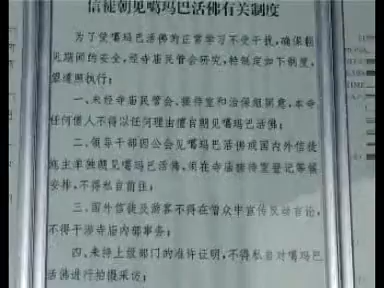 信徒朝见噶玛巴活佛有关制度
为了使噶玛巴活佛的正常学习不受干扰,确保朝
见期间的安全,经寺庙民管会研究,特制定如下制度,
望遵照执行:
一、未经寺庙民管会、接待室和治保组同意,本寺
任何僧人不得以任何理由擅自朝见噶玛巴活佛;
二、领导干部因公会见噶玛巴活佛或国内外信徒
施主单独朝见噶玛巴活佛,须在寺庙接待室登记等候
安排,不得私自前往;
三、国外信徒及游客不得在僧众中宣传反动言论,
不得干涉寺庙内部事务;
四、未持上级部门的准许证明,不得私自对噶玛巴
活佛进行拍摄采访;